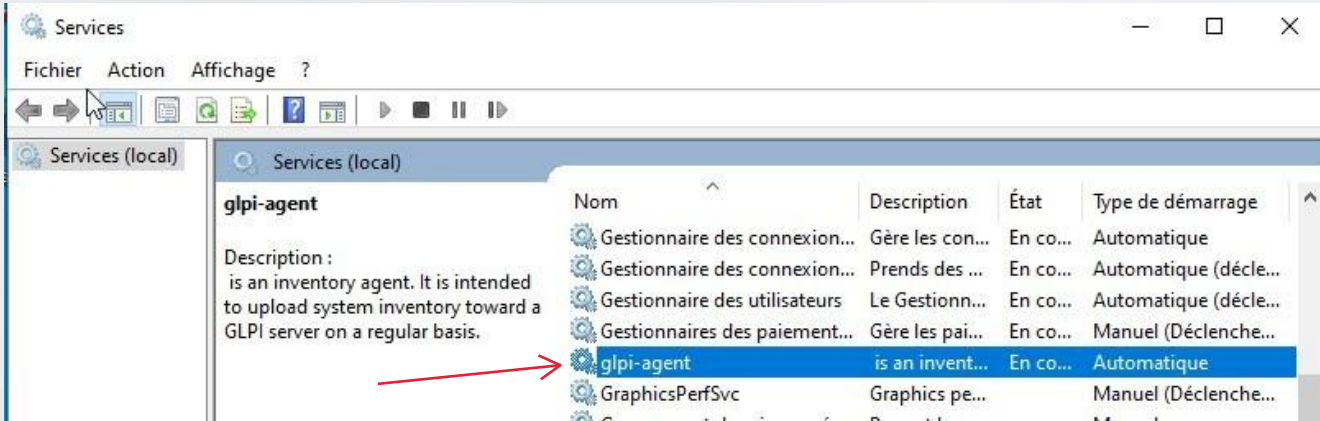 Services
Fichier Action Affichage ?
Services (local)
Services (local)
glpi-agent
Description :
is an inventory agent. It is intended
to upload system inventory toward a
GLPI server on a regular basis.
Nom Description État Type de démarrage
Gestionnaire des connexion... Gère les con... En co... Automatique
Gestionnaire des connexion... Prends des ... En co... Automatique (décle...
Gestionnaire des utilisateurs Le Gestionn... En co... Automatique (décle...
Gestionnaires des paiement... Gère les pai... En co... Manuel (Déclenche...
glpi-agent is an invent... En co... Automatique
GraphicsPerfSvc Graphics pe... Manuel (Déclenche...